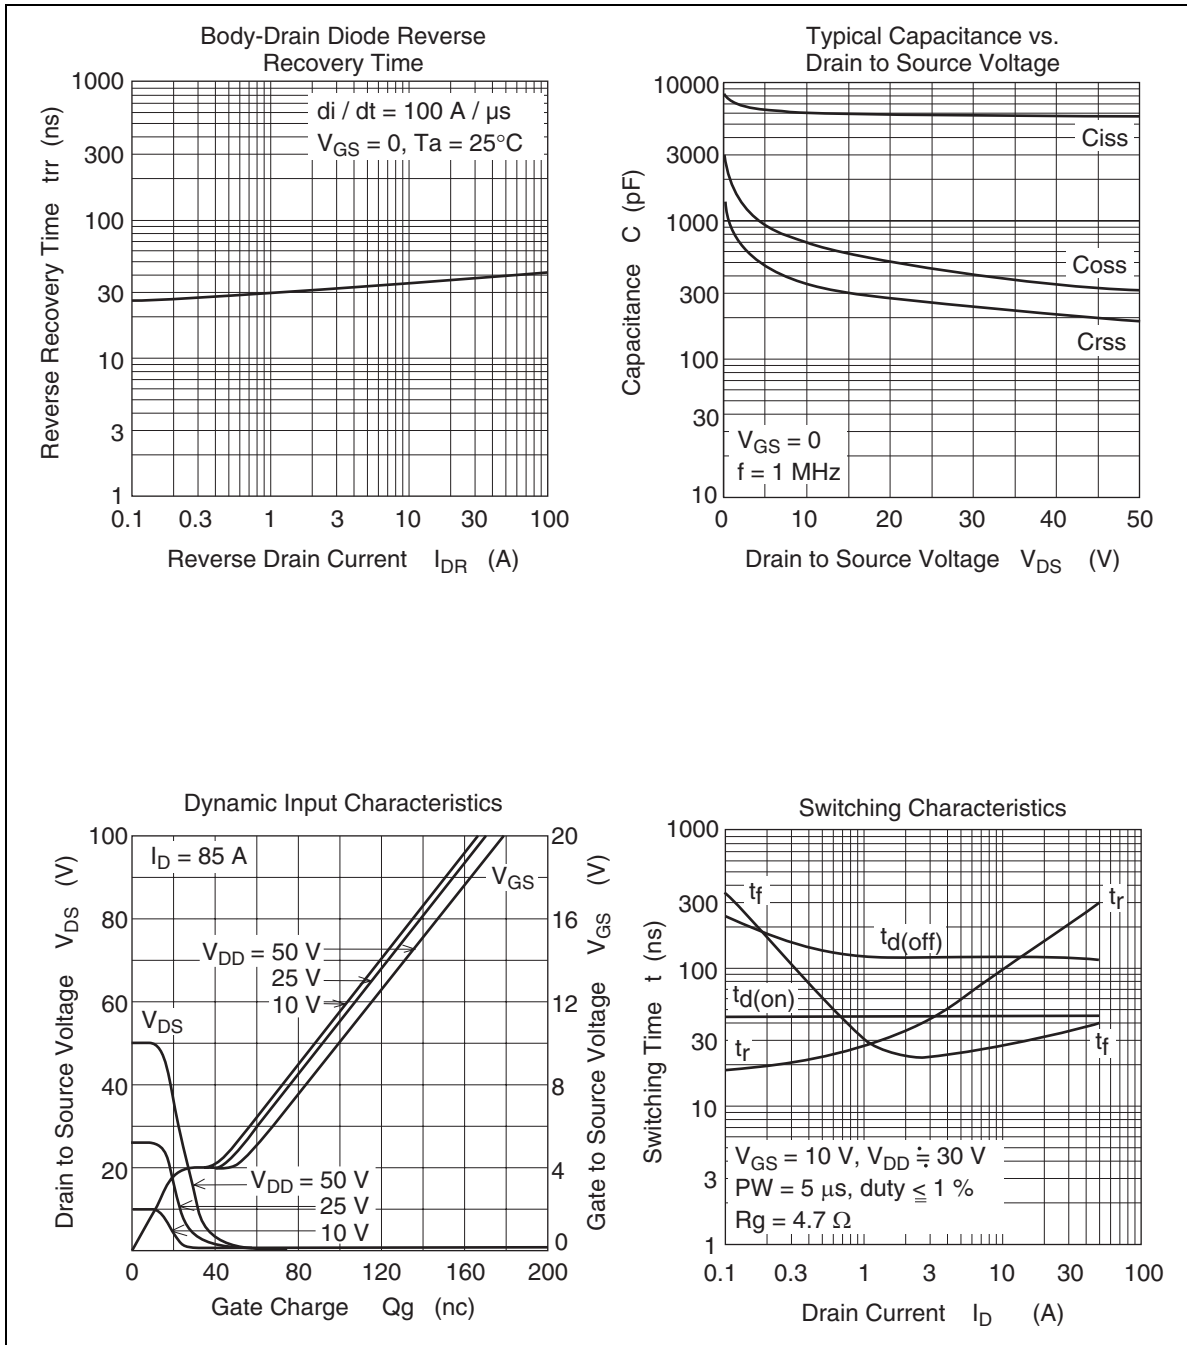 Body-Drain Diode Reverse
Recovery Time
1000
300
100
30
10
3
1
Reverse Recovery Time trr (ns)
di / dt = 100 A / μs
VGS = 0, Ta = 25°C
0.1 0.3 1 3 10 30 100
Reverse Drain Current IDR (A)
Typical Capacitance vs.
Drain to Source Voltage
10000
3000
1000
300
100
30
10
Capacitance C (pF)
Ciss
Coss
Crss
VGS = 0
f = 1 MHz
0 10 20 30 40 50
Drain to Source Voltage VDS (V)
Dynamic Input Characteristics
100
80
60
40
20
0
Drain to Source Voltage VDS (V)
ID = 85 A
VGS
VDD = 50 V
25 V
10 V
VDS
VDD = 50 V
25 V
10 V
20
16
12
8
4
0
Gate to Source Voltage VGS (V)
0 40 80 120 160 200
Gate Charge Qg (nc)
Switching Characteristics
1000
300
100
30
10
3
1
Switching Time t (ns)
tf
tr
td(off)
td(on)
tr
tf
VGS = 10 V, VDD ≒ 30 V
PW = 5 μs, duty ≦ 1 %
Rg = 4.7 Ω
0.1 0.3 1 3 10 30 100
Drain Current ID (A)